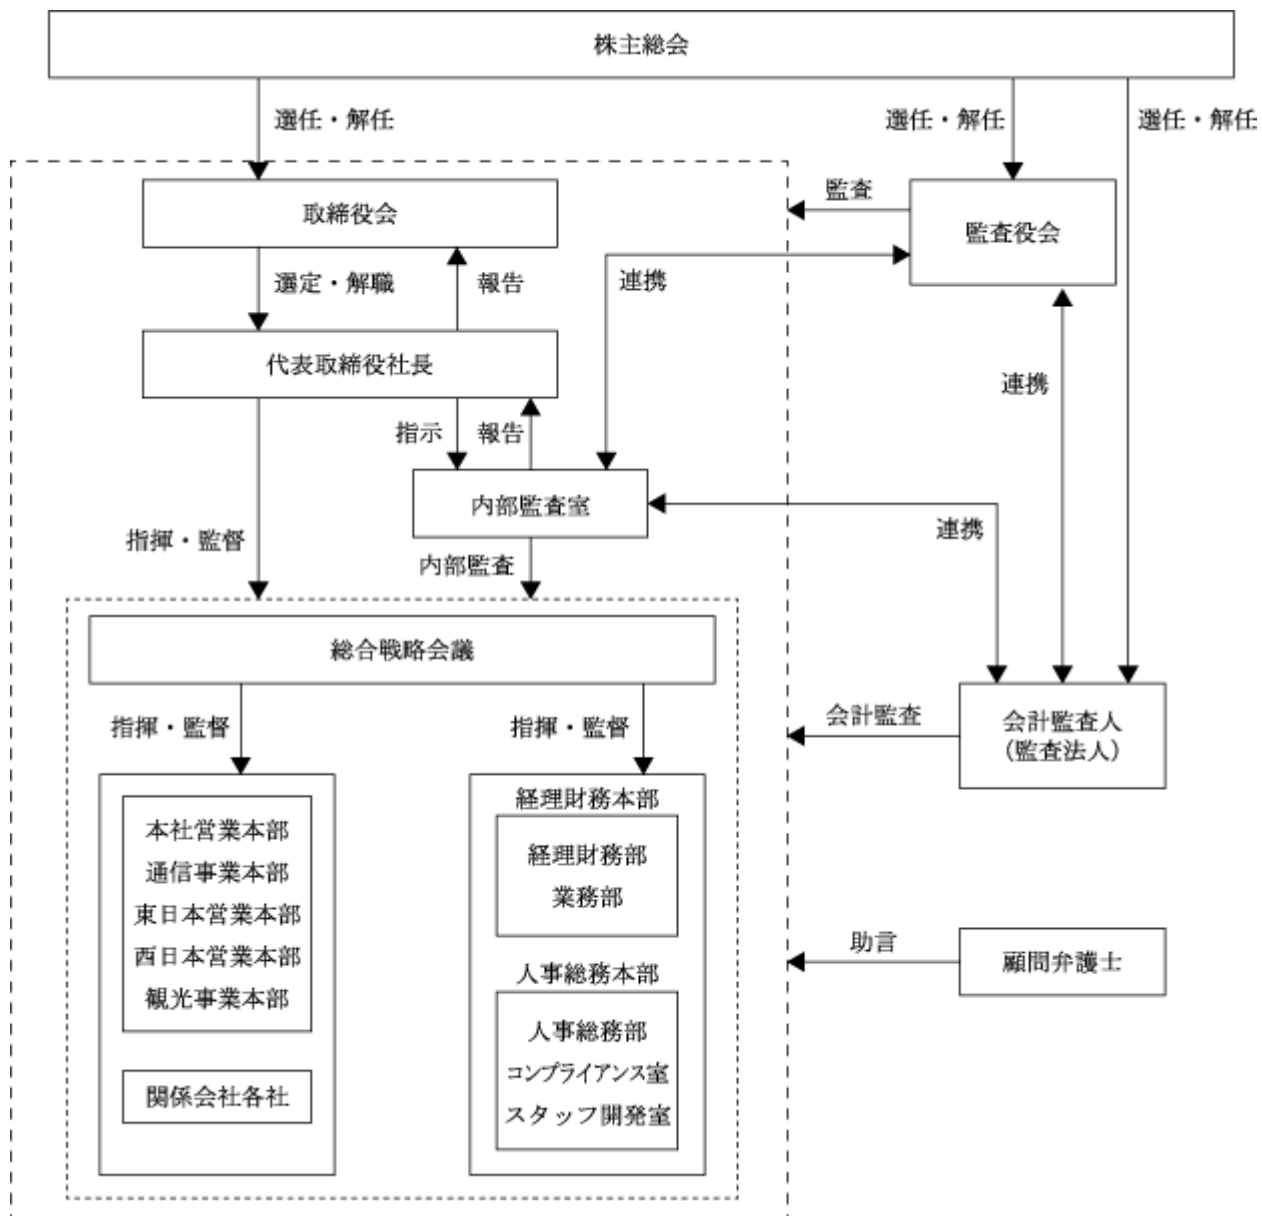 株主総会
選任・解任
選任・解任
選任・解任
取締役会
監査
監査役会
選定・解職
報告
連携
代表取締役社長
連携
指示
報告
内部監査室
連携
指揮・監督
内部監査
総合戦略会議
指揮・監督
指揮・監督
会計監査
会計監査人
（監査法人）
本社営業本部
通信事業本部
東日本営業本部
西日本営業本部
観光事業本部
関係会社各社
経理財務本部
経理財務部
業務部
人事総務本部
人事総務部
コンプライアンス室
スタッフ開発室
助言
顧問弁護士